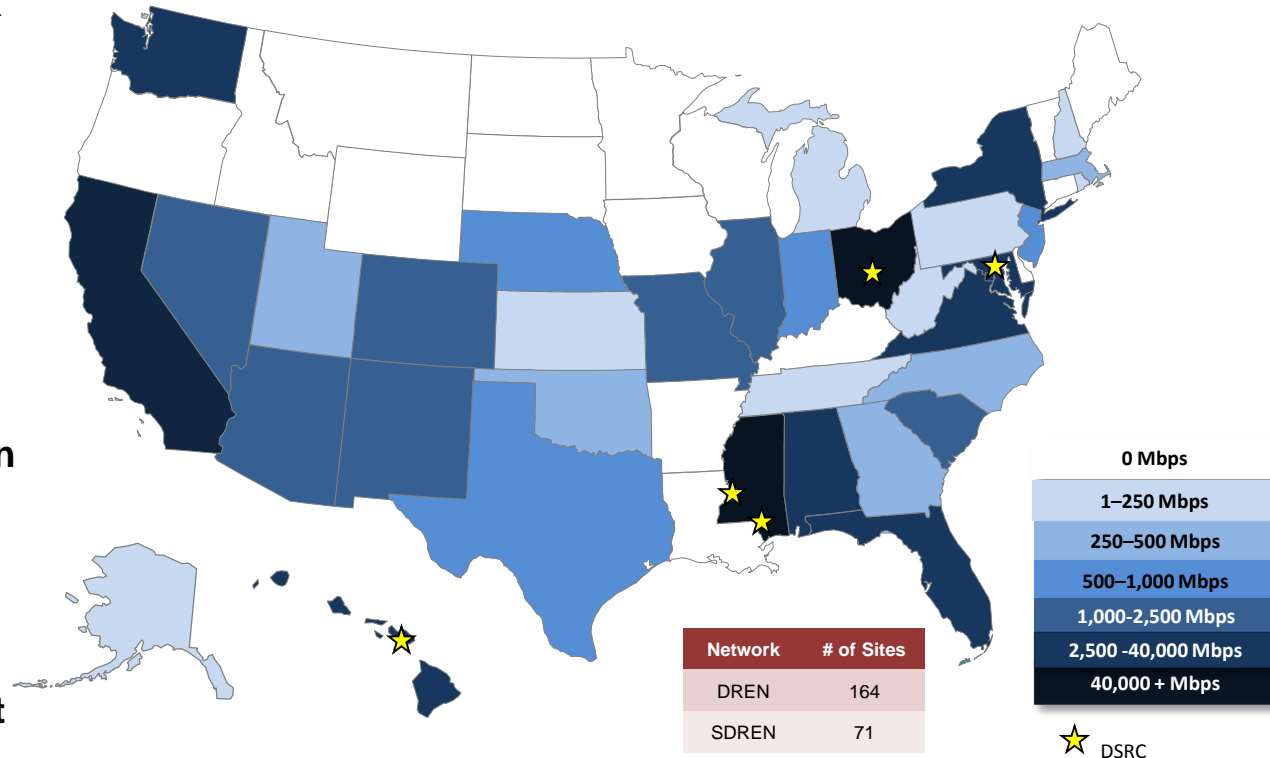 n
t
0 Mbps
1–250 Mbps
250–500 Mbps
500–1,000 Mbps
1,000-2,500 Mbps
2,500 -40,000 Mbps
40,000 + Mbps
DSRC
Network # of Sites
DREN 164
SDREN 71